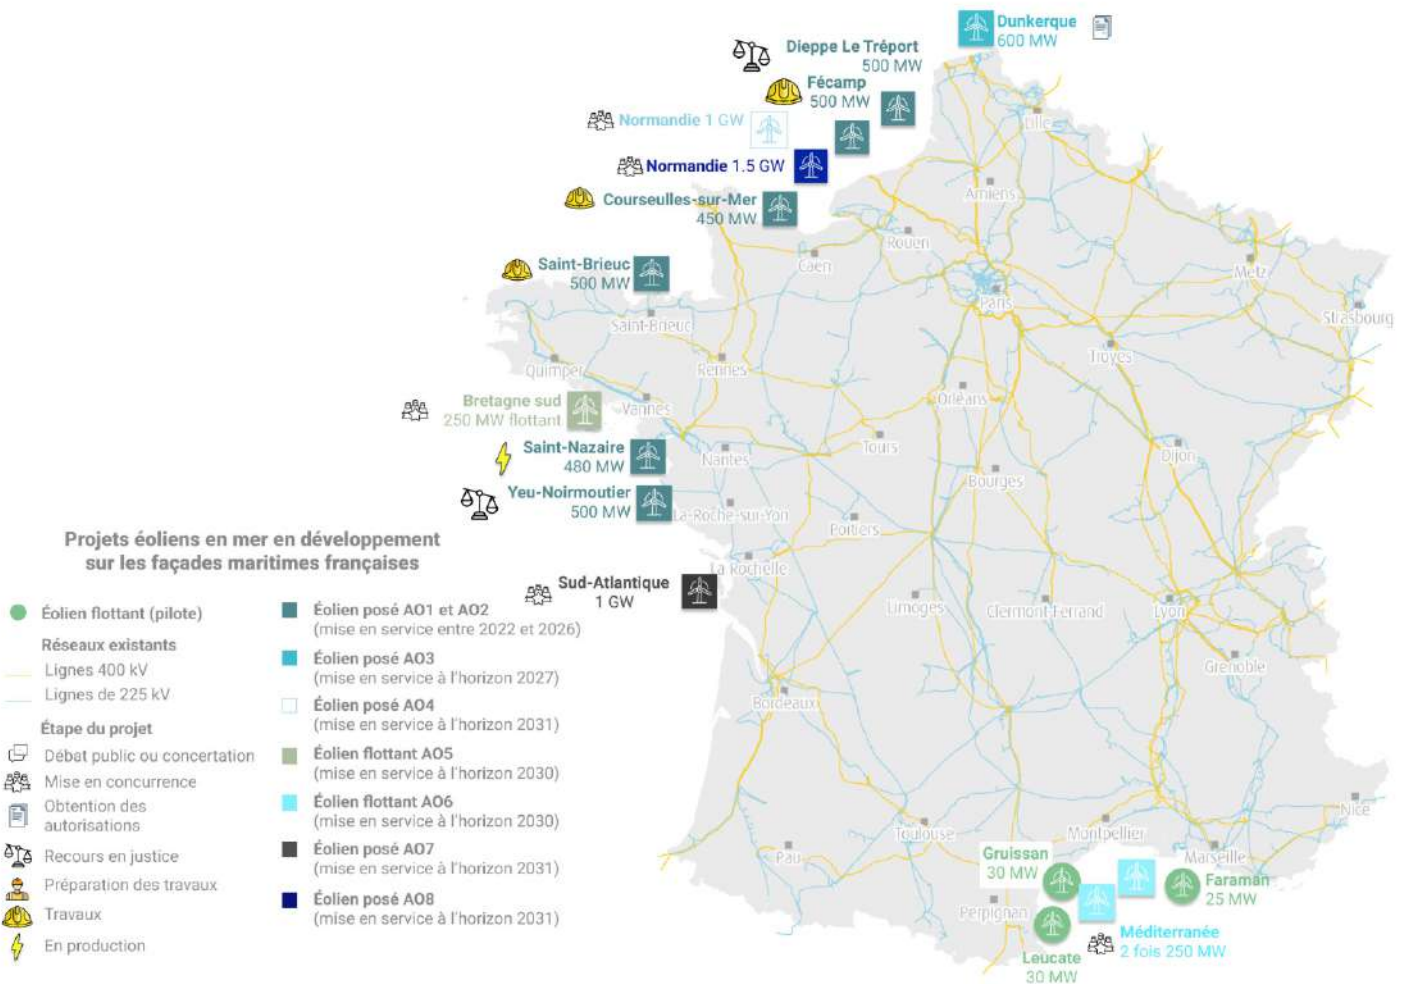 Dunkerque
600 MW
Dieppe Le Tréport
500 MW
Fécamp
500 MW
Normandie 1 GW
Normandie 1.5 GW
Courseulles-sur-Mer
450 MW
Saint-Brieuc
500 MW
Bretagne sud
250 MW flottant
Saint-Nazaire
480 MW
Yeu-Noirmoutier
500 MW
Sud-Atlantique
1 GW
Lille
Amiens
Rouen
Caen
Metz
Paris
Strasbourg
Saint-Brieuc
Troyes
Quimper
Rennes
Orléans
Vannes
Tours
Nantes
Dijon
Bourges
La-Roche-sur-Yon
Poitiers
La Rochelle
Limoges
Clermont-Ferrand
Lyon
Grenoble
Bordeaux
Nice
Toulouse
Montpellier
Pau
Marseille
Perpignan
Gruissan
30 MW
Faraman
25 MW
Méditerranée
2 fois 250 MW
Leucate
30 MW
Projets éoliens en mer en développement
sur les façades maritimes françaises
Éolien flottant (pilote)
Réseaux existants
Lignes 400 kV
Lignes de 225 kV
Étape du projet
Débat public ou concertation
Mise en concurrence
Obtention des
autorisations
Recours en justice
Préparation des travaux
Travaux
En production
Éolien posé AO1 et AO2
(mise en service entre 2022 et 2026)
Éolien posé AO3
(mise en service à l'horizon 2027)
Éolien posé AO4
(mise en service à l'horizon 2031)
Éolien flottant AO5
(mise en service à l'horizon 2030)
Éolien flottant AO6
(mise en service à l'horizon 2030)
Éolien posé AO7
(mise en service à l'horizon 2031)
Éolien posé AO8
(mise en service à l'horizon 2031)